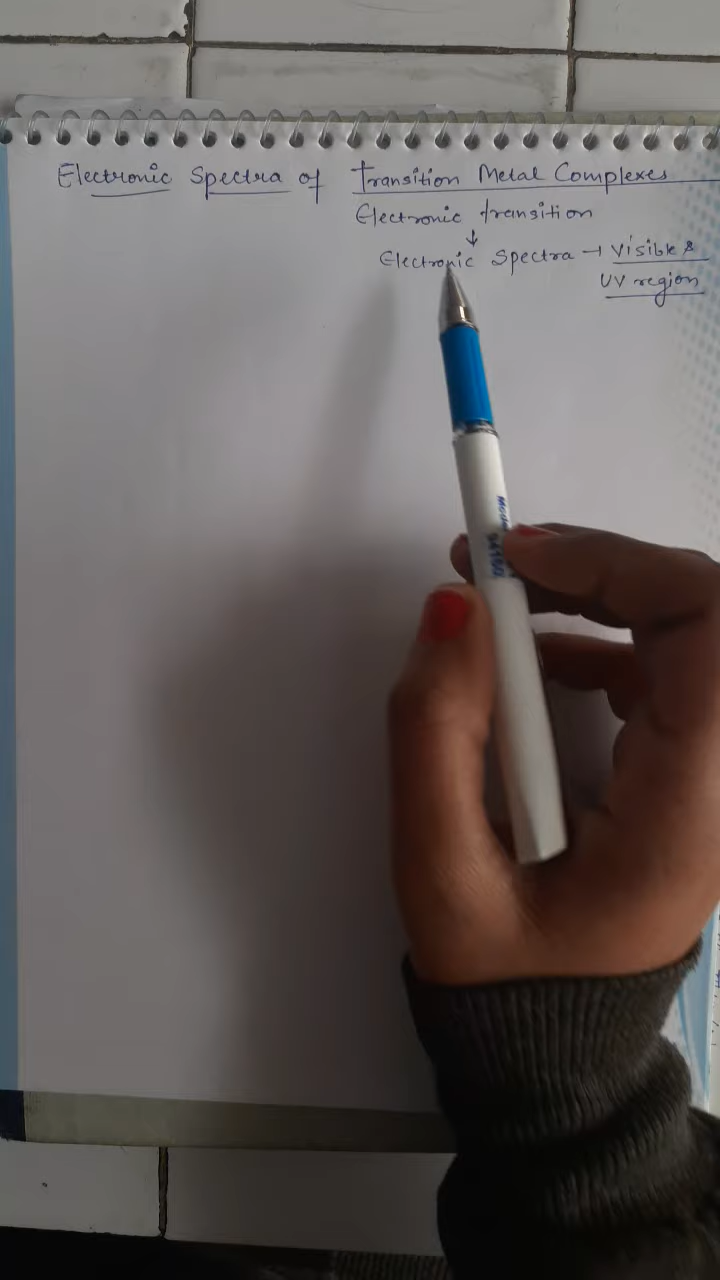 Electronic Spectra of Transition Metal Complexes
Electronic transition
↓
Electronic Spectra → Visible &
UV region